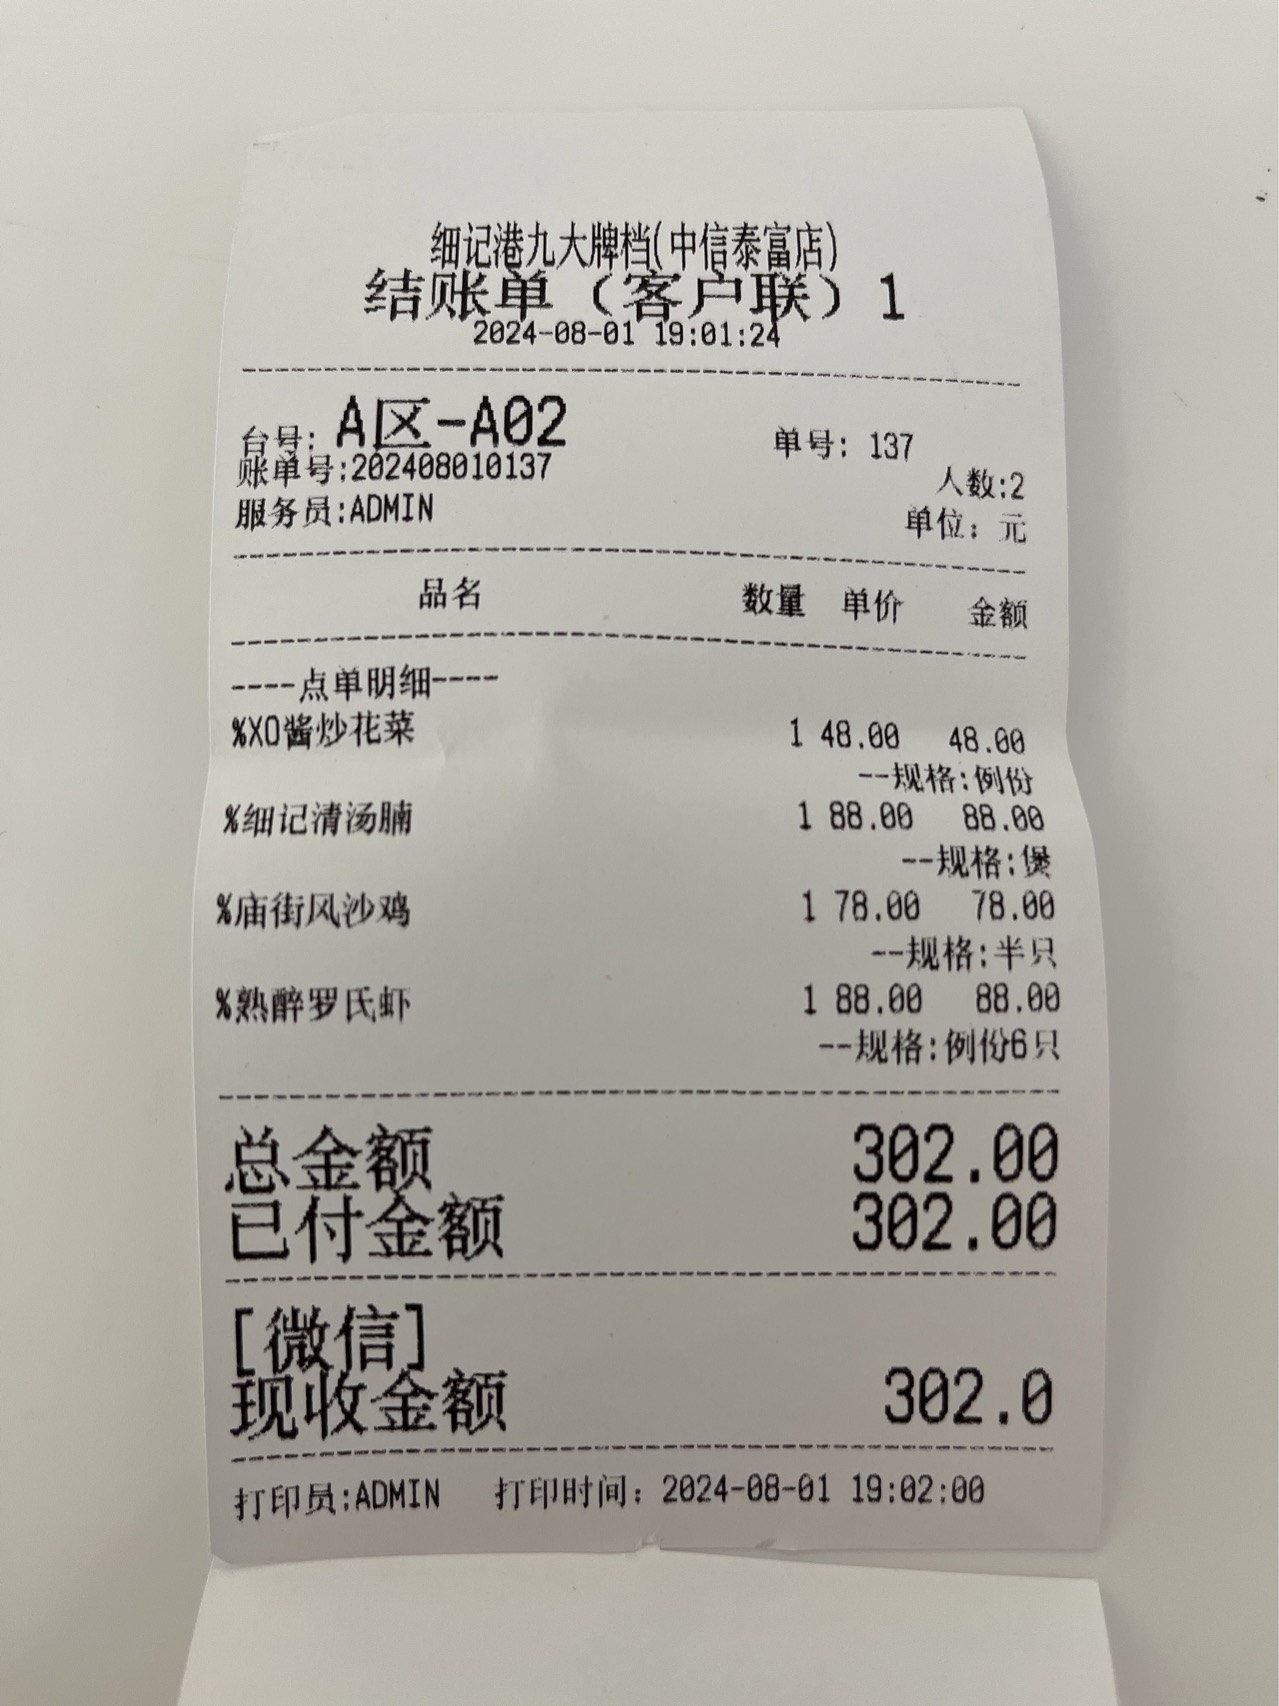 细记港九大牌档(中信泰富店)
结账单（客户联）1
2024-08-01 19:01:24
台号: A区-A02 单号: 137
账单号:202408010137 人数:2
服务员:ADMIN 单位: 元
品名 数量 单价 金额
----点单明细----
%XO酱炒花菜 1 48.00 48.00
--规格:例份
%细记清汤腩 1 88.00 88.00
--规格:煲
%庙街风沙鸡 1 78.00 78.00
--规格:半只
%熟醉罗氏虾 1 88.00 88.00
--规格:例份6只
总金额 302.00
已付金额 302.00
[微信]
现收金额 302.0
打印员:ADMIN 打印时间: 2024-08-01 19:02:00